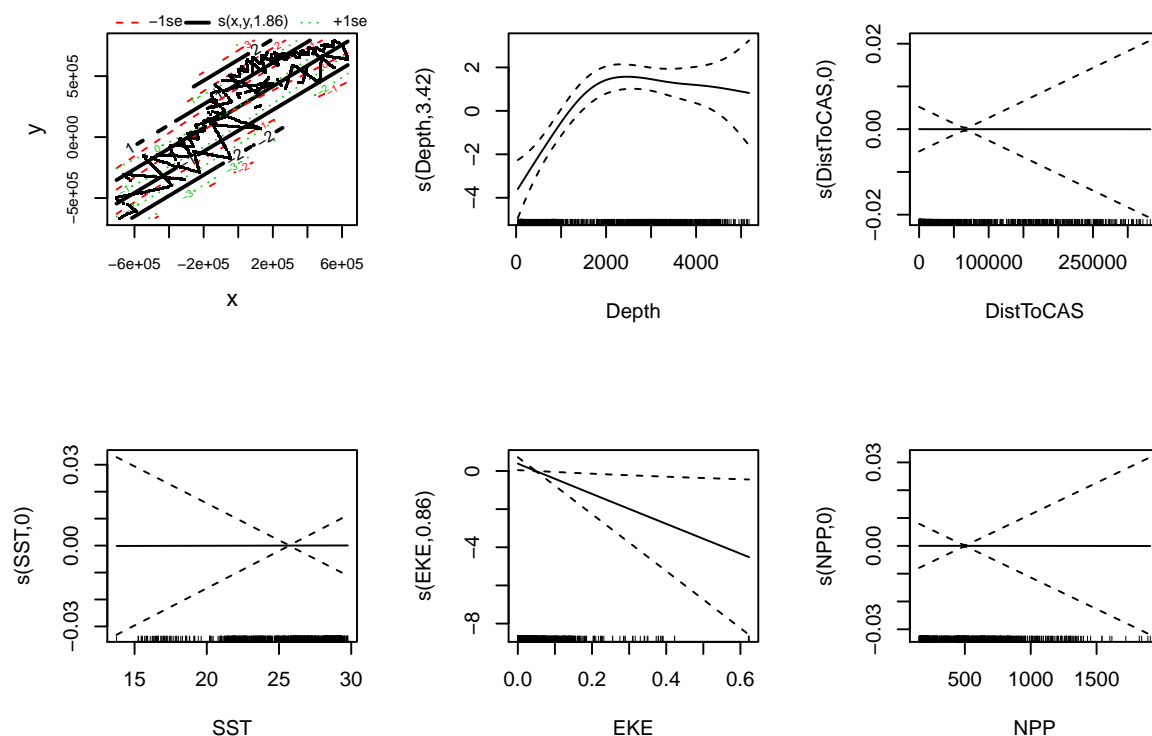 −1se s(x,y,1.86) +1se
y
5e+05
0e+00
−5e+05
−6e+05 −2e+05 2e+05 6e+05
x
s(Depth,3.42)
2
0
−2
−4
0 2000 4000
Depth
s(DistToCAS,0)
0.02
0.00
−0.02
0 100000 250000
DistToCAS
s(SST,0)
0.03
0.00
−0.03
15 20 25 30
SST
s(EKE,0.86)
0
−4
−8
0.0 0.2 0.4 0.6
EKE
s(NPP,0)
0.03
0.00
−0.03
500 1000 1500
NPP